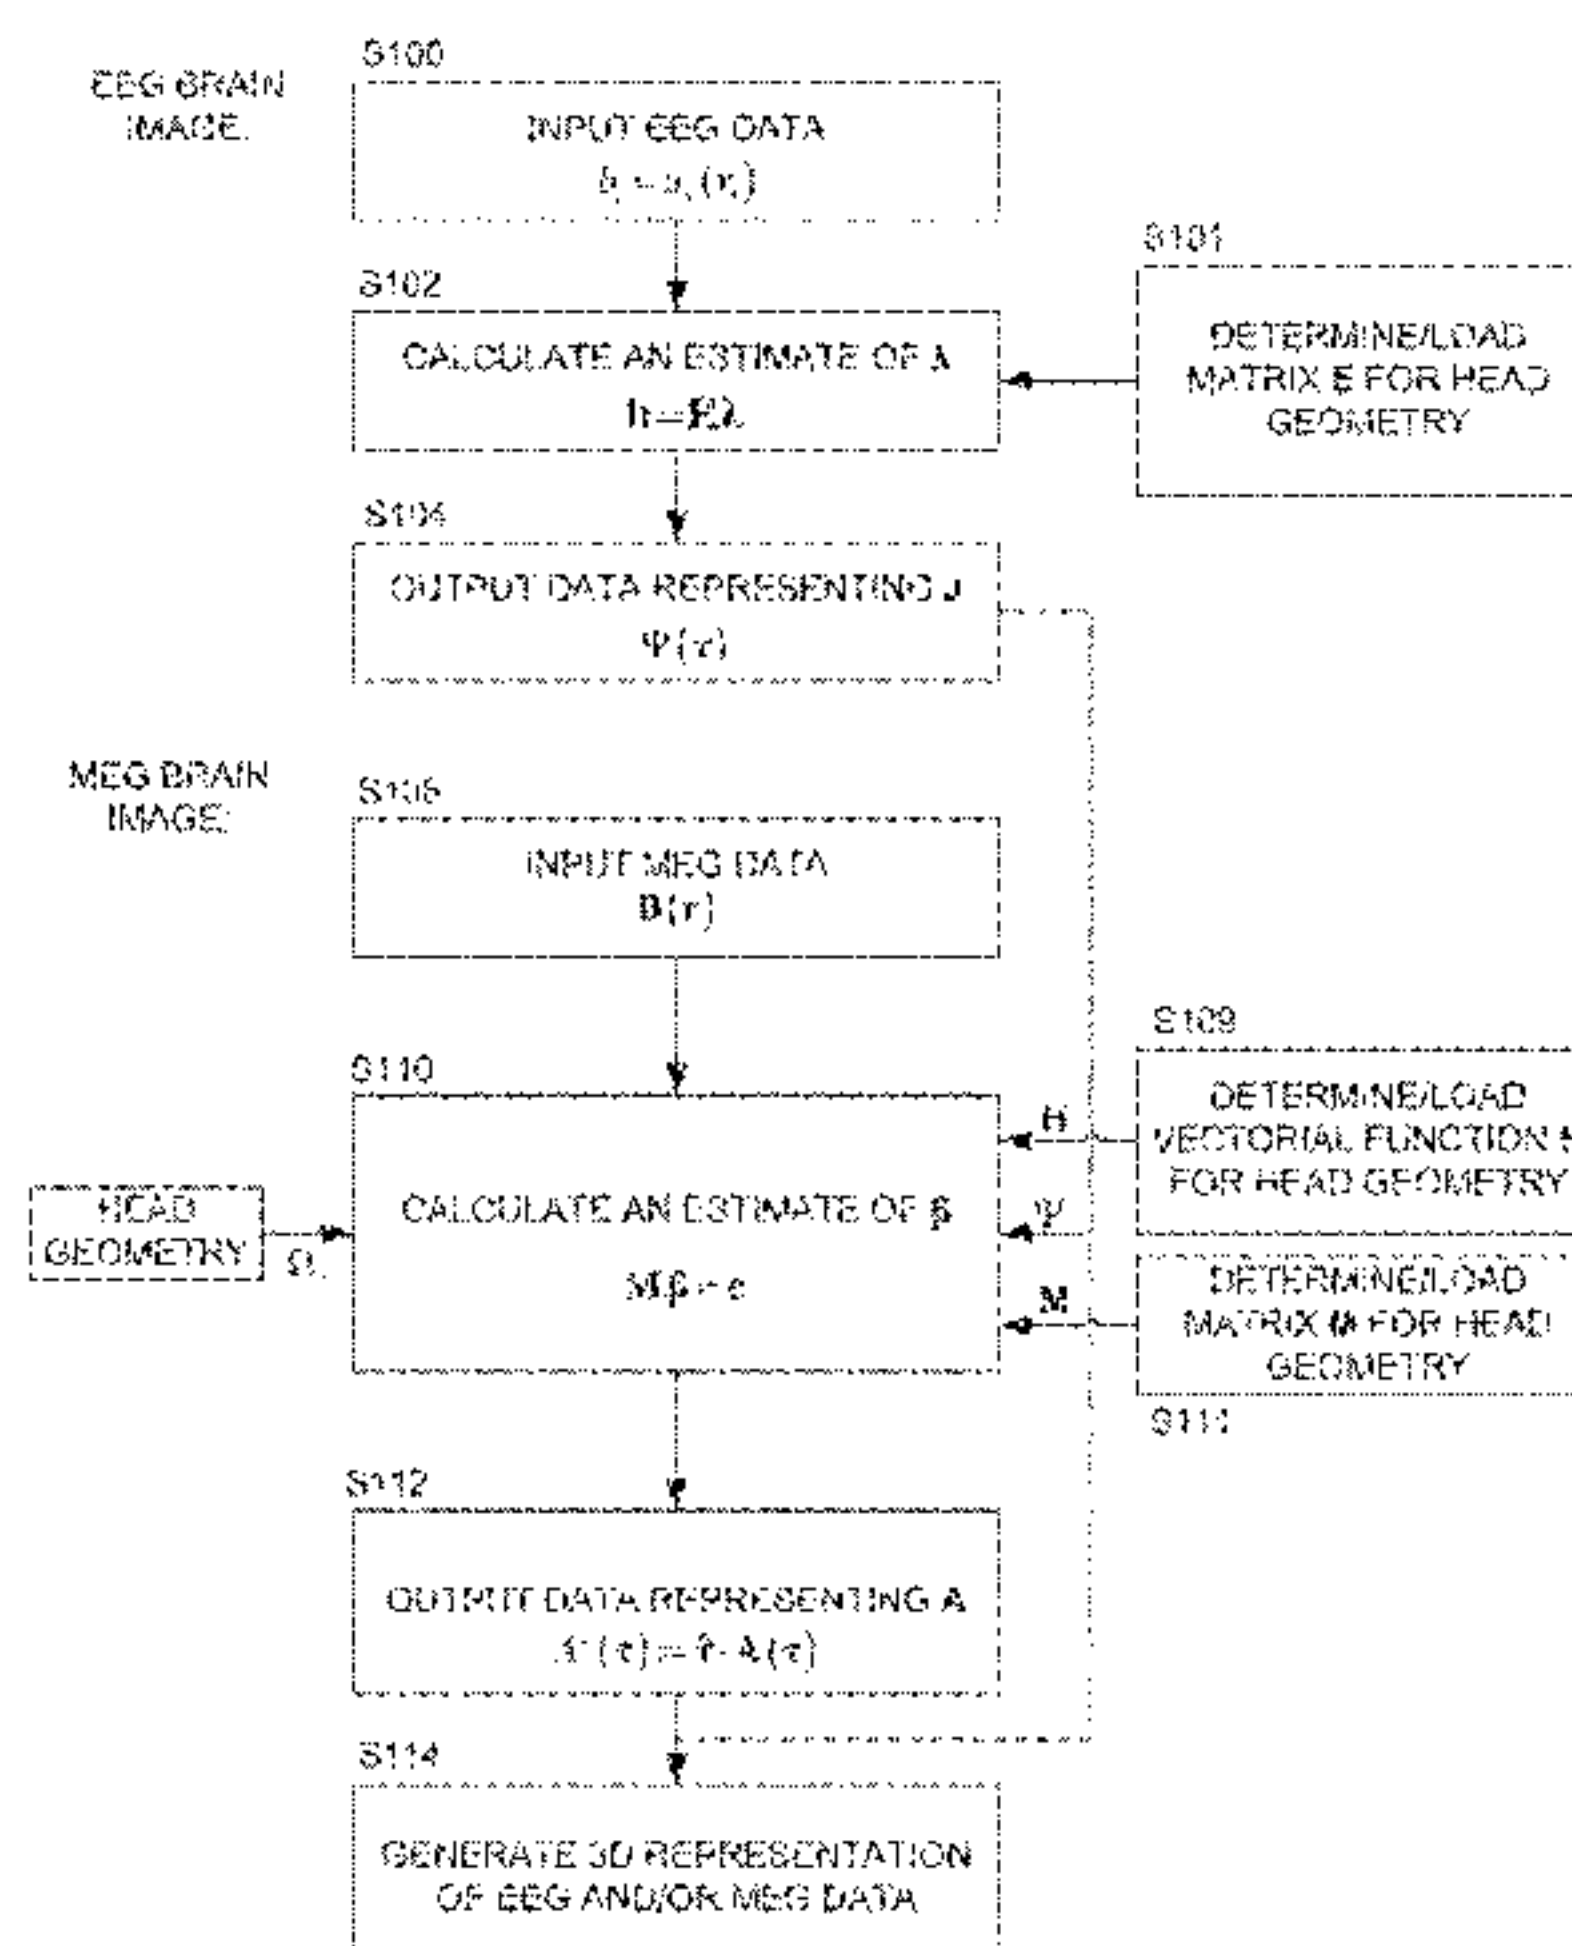 S100
EEG BRAIN
IMAGE:
INPUT EEG DATA
S101
S102
CALCULATE AN ESTIMATE OF λ
DETERMINE/LOAD
MATRIX E FOR HEAD
GEOMETRY
S104
OUTPUT DATA REPRESENTING J
Ψ(τ)
MEG BRAIN
IMAGE:
INPUT MEG DATA
B(r)
S109
S110
DETERMINE/LOAD
VECTORIAL FUNCTION
FOR HEAD GEOMETRY
H
HEAD
GEOMETRY
CALCULATE AN ESTIMATE OF β
Ψ
Mβ = c
M
DETERMINE/LOAD
MATRIX M FOR HEAD
GEOMETRY
S111
S112
OUTPUT DATA REPRESENTING A
S114
GENERATE 3D REPRESENTATION
OF EEG AND/OR MEG DATA